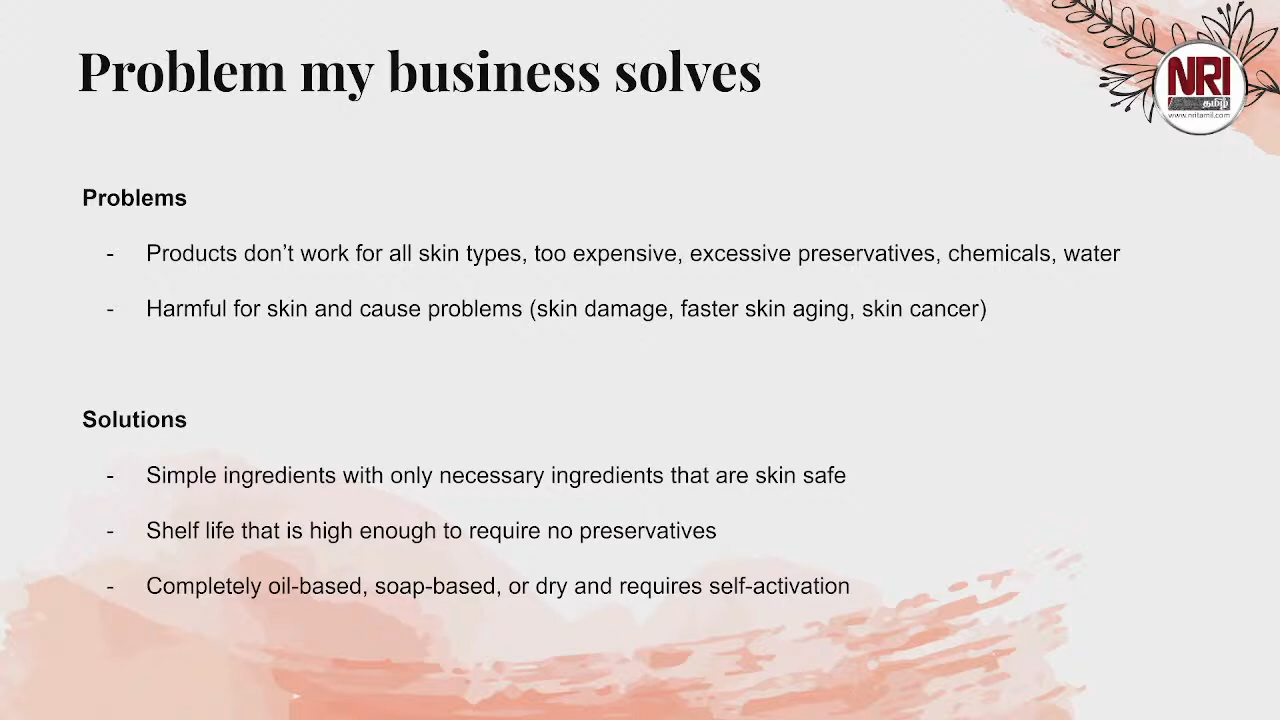 Problem my business solves
NRI
தமிழ்
www.nritamil.com
Problems
- Products don’t work for all skin types, too expensive, excessive preservatives, chemicals, water
- Harmful for skin and cause problems (skin damage, faster skin aging, skin cancer)
Solutions
- Simple ingredients with only necessary ingredients that are skin safe
- Shelf life that is high enough to require no preservatives
- Completely oil-based, soap-based, or dry and requires self-activation